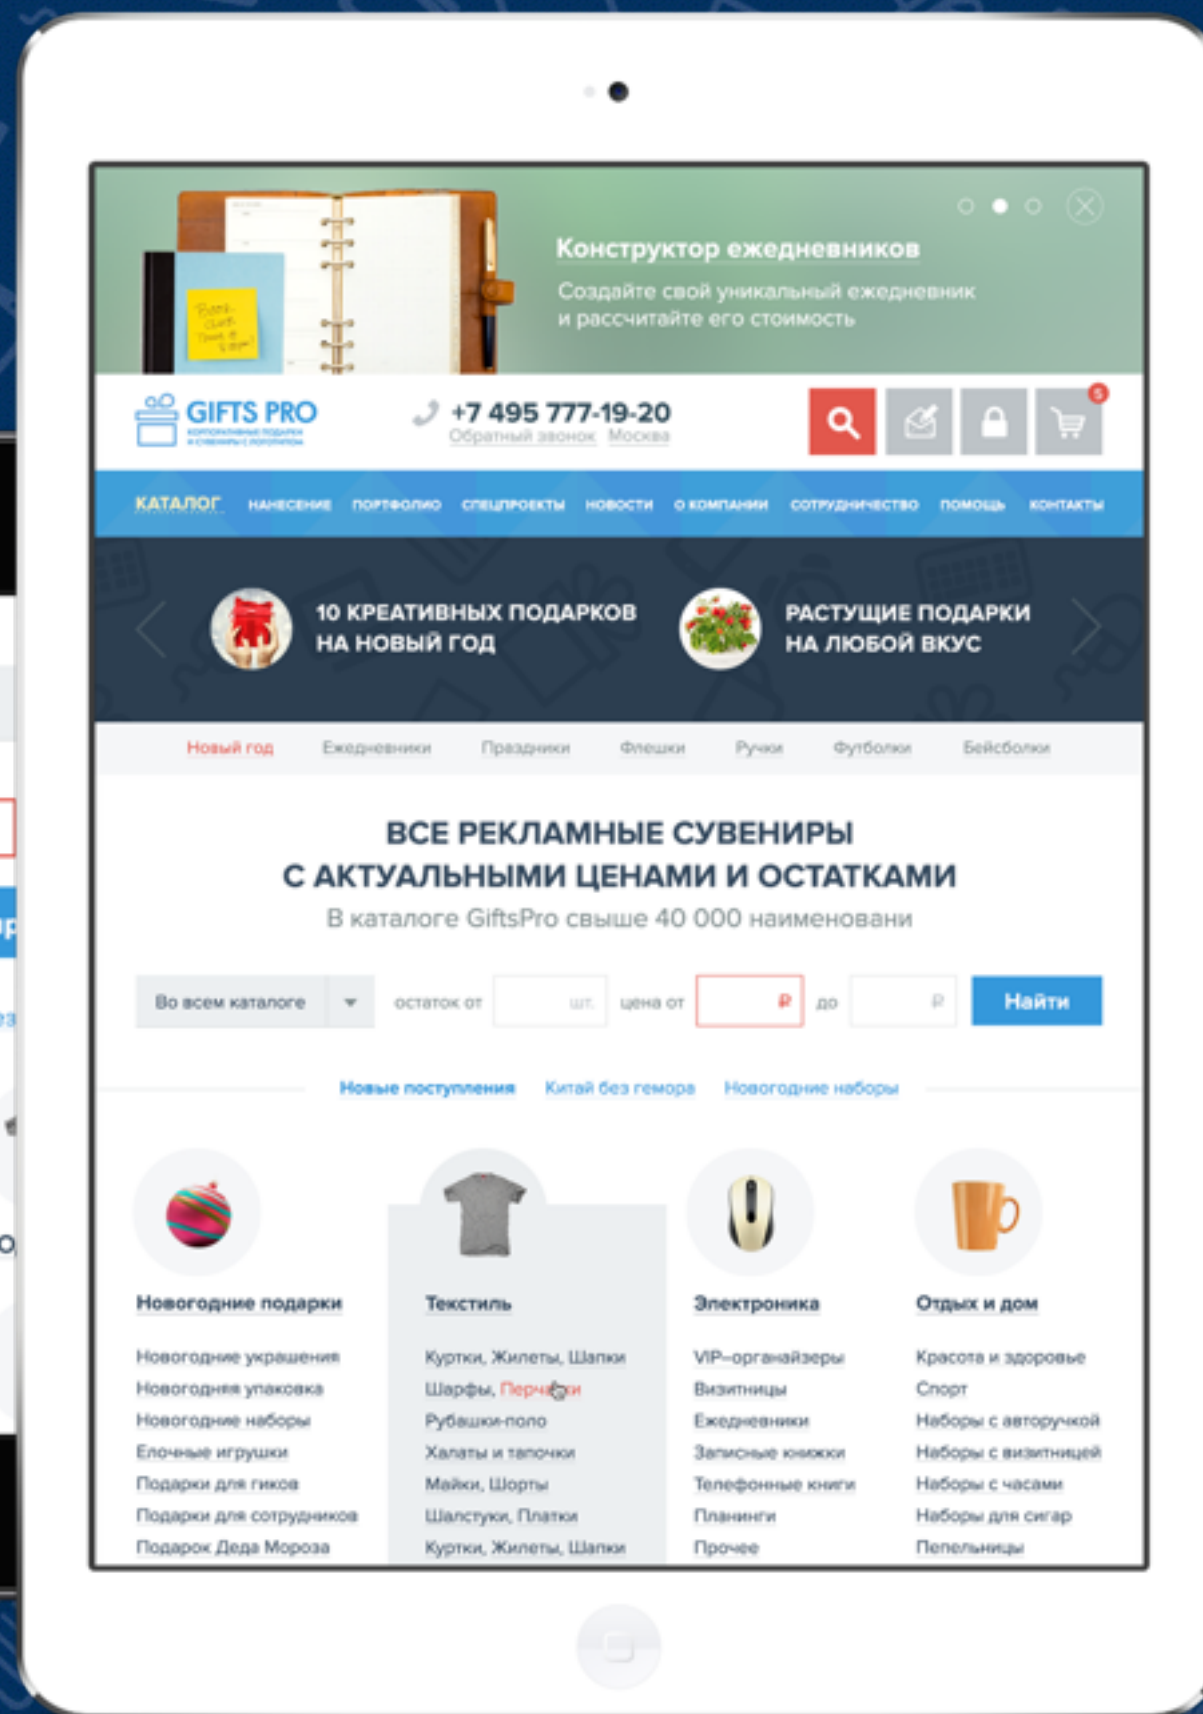 Конструктор ежедневников
Создайте свой уникальный ежедневник
и рассчитайте его стоимость
GIFTS PRO
КОРПОРАТИВНЫЕ ПОДАРКИ
И СУВЕНИРЫ С ЛОГОТИПОМ
+7 495 777-19-20
Обратный звонок Москва
5
КАТАЛОГ НАНЕСЕНИЕ ПОРТФОЛИО СПЕЦПРОЕКТЫ НОВОСТИ О КОМПАНИИ СОТРУДНИЧЕСТВО ПОМОЩЬ КОНТАКТЫ
10 КРЕАТИВНЫХ ПОДАРКОВ
НА НОВЫЙ ГОД
РАСТУЩИЕ ПОДАРКИ
НА ЛЮБОЙ ВКУС
Новый год Ежедневники Праздники Флешки Ручки Футболки Бейсболки
ВСЕ РЕКЛАМНЫЕ СУВЕНИРЫ
С АКТУАЛЬНЫМИ ЦЕНАМИ И ОСТАТКАМИ
В каталоге GiftsPro свыше 40 000 наименовани
Во всем каталоге остаток от шт. цена от ₽ до ₽ Найти
Новые поступления Китай без гемора Новогодние наборы
Новогодние подарки
Новогодние украшения
Новогодняя упаковка
Новогодние наборы
Елочные игрушки
Подарки для гиков
Подарки для сотрудников
Подарок Деда Мороза
Текстиль
Куртки, Жилеты, Шапки
Шарфы, Перчатки
Рубашки-поло
Халаты и тапочки
Майки, Шорты
Шалстуки, Платки
Куртки, Жилеты, Шапки
Электроника
VIP-органайзеры
Визитницы
Ежедневники
Записные книжки
Телефонные книги
Планинги
Прочее
Отдых и дом
Красота и здоровье
Спорт
Наборы с авторучкой
Наборы с визитницей
Наборы с часами
Наборы для сигар
Пепельницы